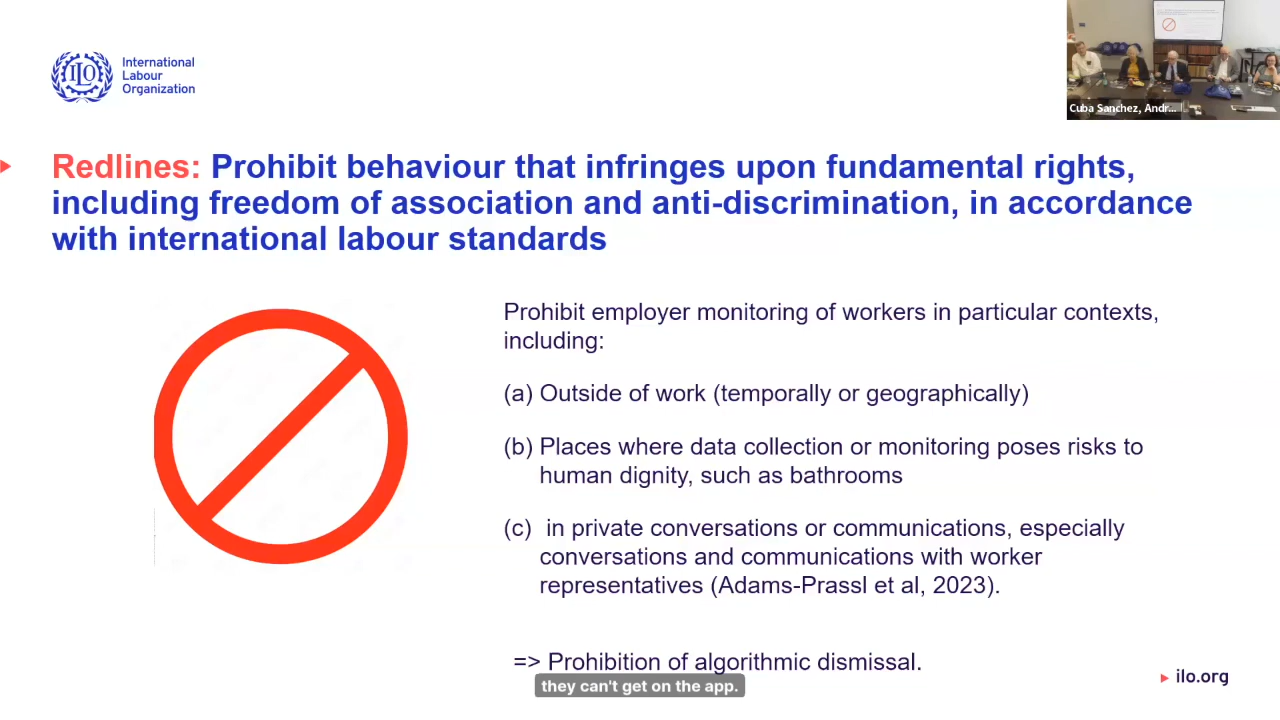 International
Labour
Organization
Cuba Sanchez, Andr...
Redlines: Prohibit behaviour that infringes upon fundamental rights,
including freedom of association and anti-discrimination, in accordance
with international labour standards
Prohibit employer monitoring of workers in particular contexts,
including:
(a) Outside of work (temporally or geographically)
(b) Places where data collection or monitoring poses risks to
human dignity, such as bathrooms
(c) in private conversations or communications, especially
conversations and communications with worker
representatives (Adams-Prassl et al, 2023).
=> Prohibition of algorithmic dismissal.
they can't get on the app.
ilo.org